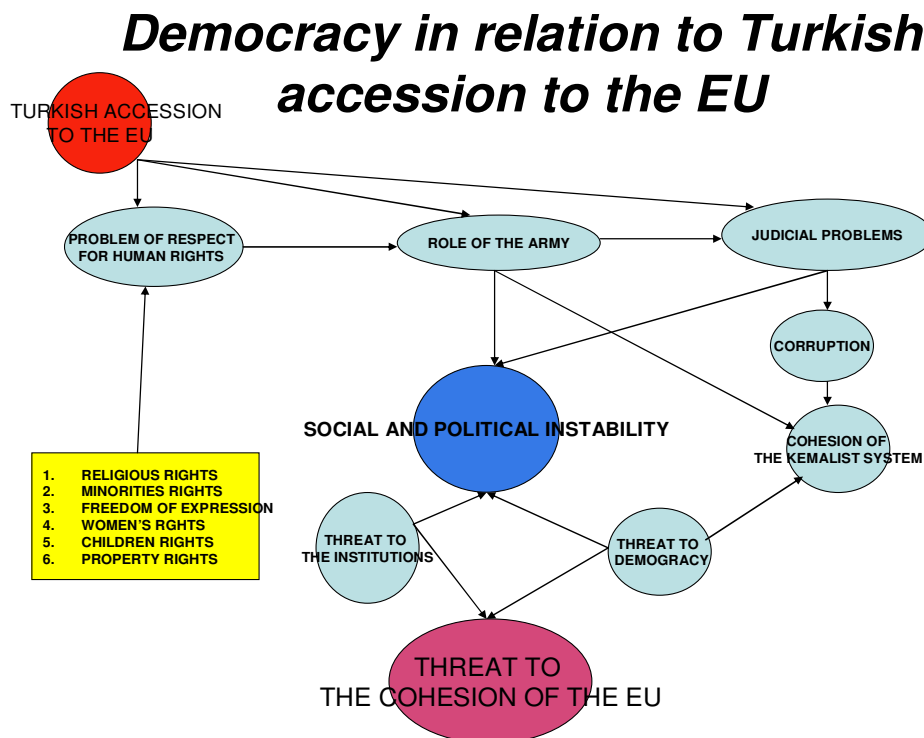 Democracy in relation to Turkish
accession to the EU
TURKISH ACCESSION
TO THE EU
PROBLEM OF RESPECT
FOR HUMAN RIGHTS
ROLE OF THE ARMY
JUDICIAL PROBLEMS
CORRUPTION
SOCIAL AND POLITICAL INSTABILITY
COHESION OF
THE KEMALIST SYSTEM
1. RELIGIOUS RIGHTS
2. MINORITIES RIGHTS
3. FREEDOM OF EXPRESSION
4. WOMEN'S RGHTS
5. CHILDREN RIGHTS
6. PROPERTY RIGHTS
THREAT TO
THE INSTITUTIONS
THREAT TO
DEMOGRACY
THREAT TO
THE COHESION OF THE EU